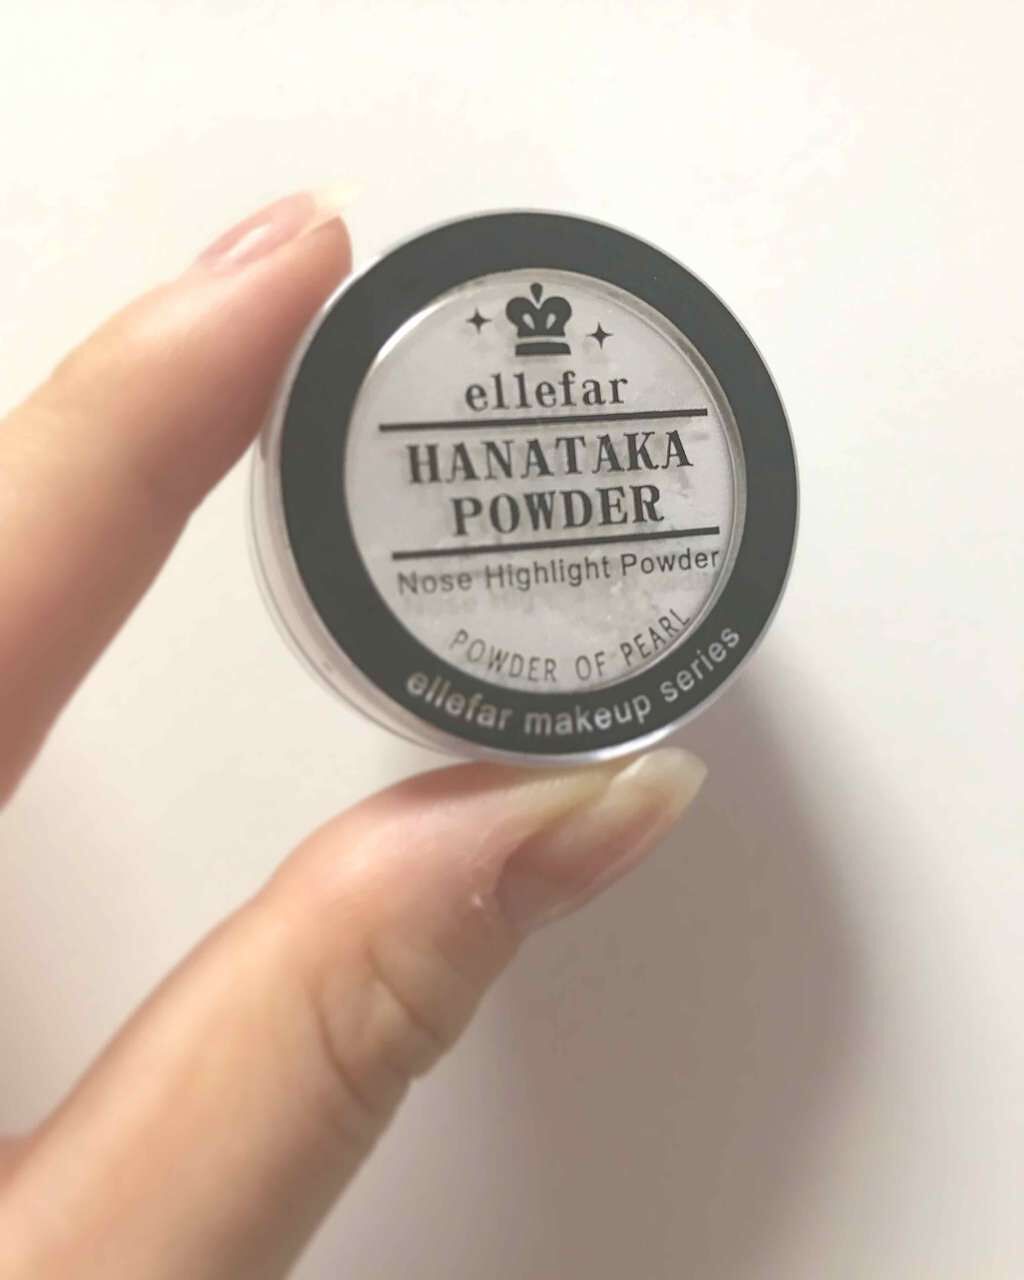 ellefar
HANATAKA
POWDER
Nose Highlight Powder
POWDER OF PEARL
ellefar makeup series